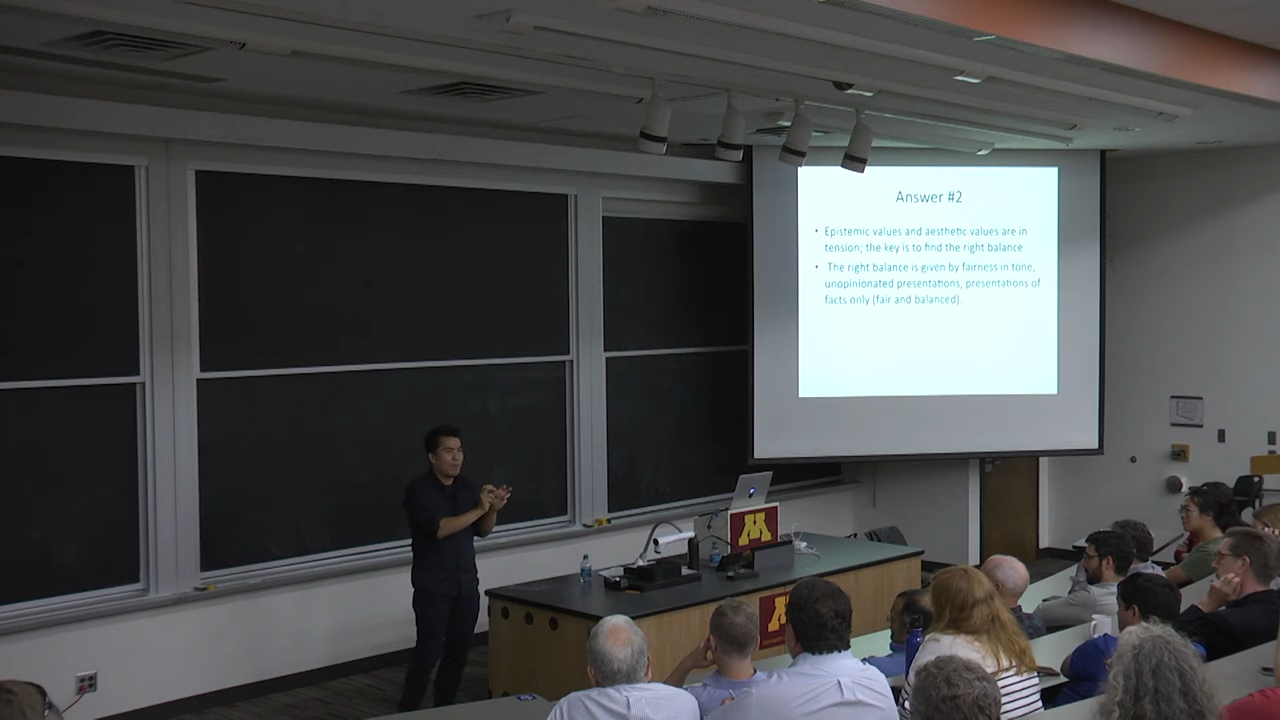 Answer #2
• Epistemic values and aesthetic values are in
tension; the key is to find the right balance.
• The right balance is given by fairness in tone,
unopinionated presentations, presentations of
facts only (fair and balanced).
M
M